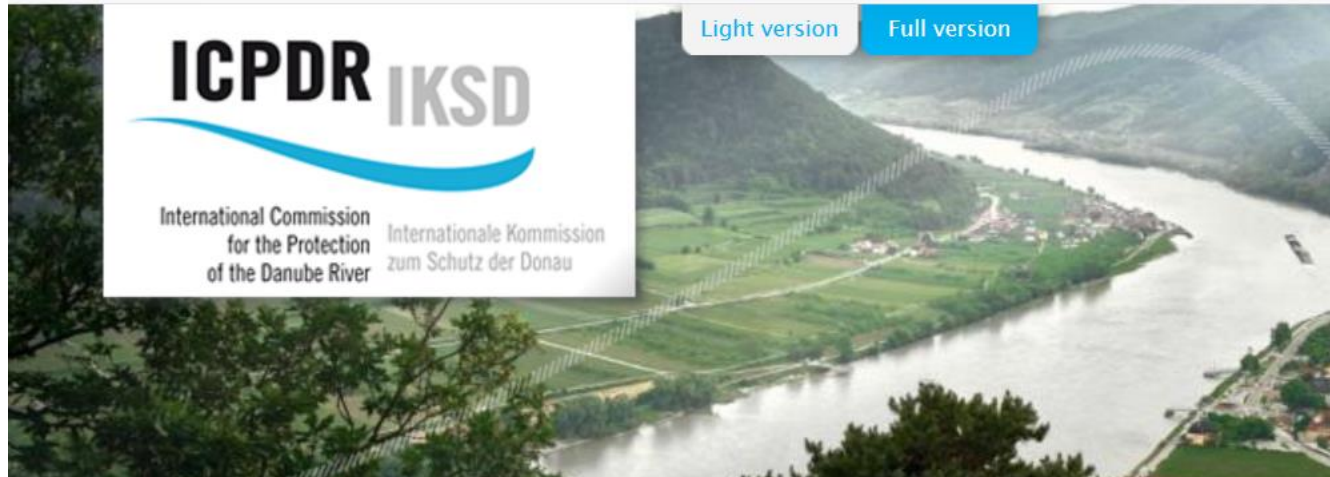 Light version
Full version
ICPDR IKSD
International Commission
for the Protection
of the Danube River
Internationale Kommission
zum Schutz der Donau